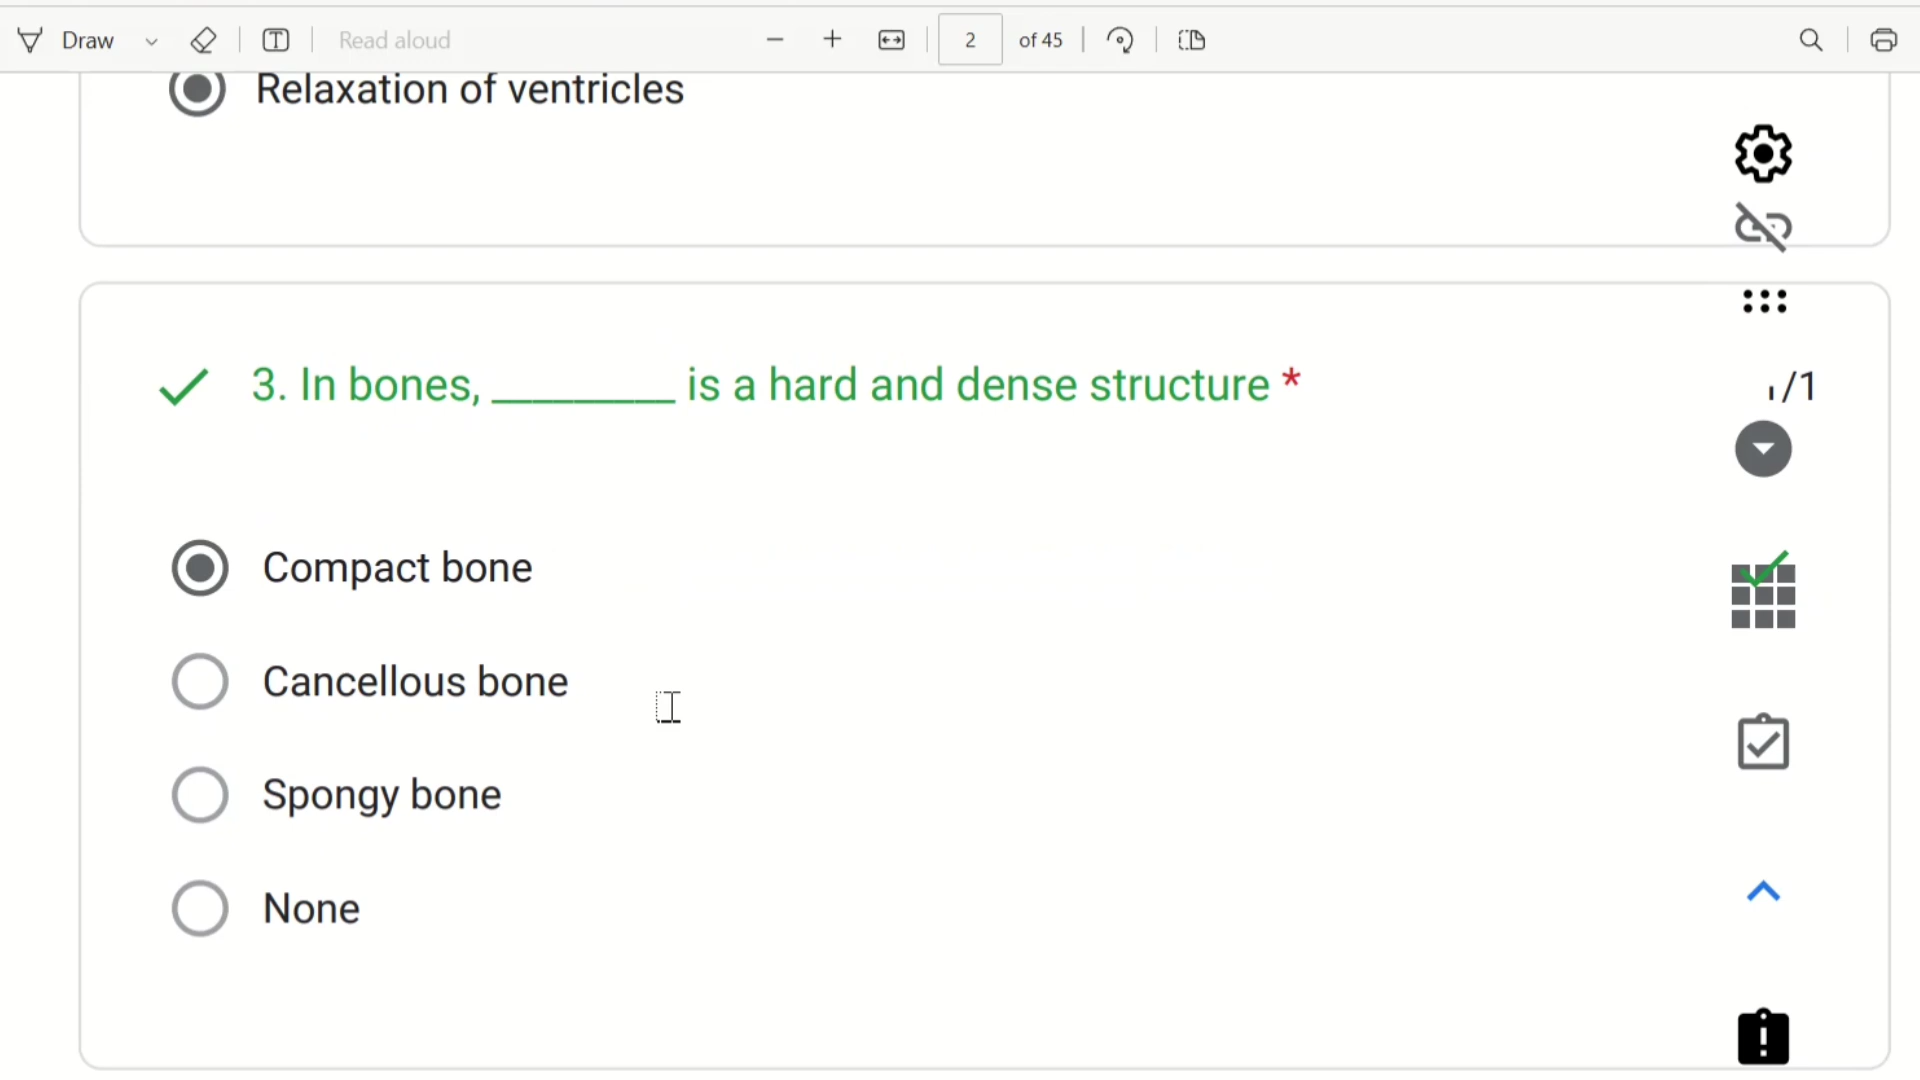 Draw
Read aloud
2
of 45
Relaxation of ventricles
3. In bones, _________ is a hard and dense structure *
/1
Compact bone
Cancellous bone
Spongy bone
None